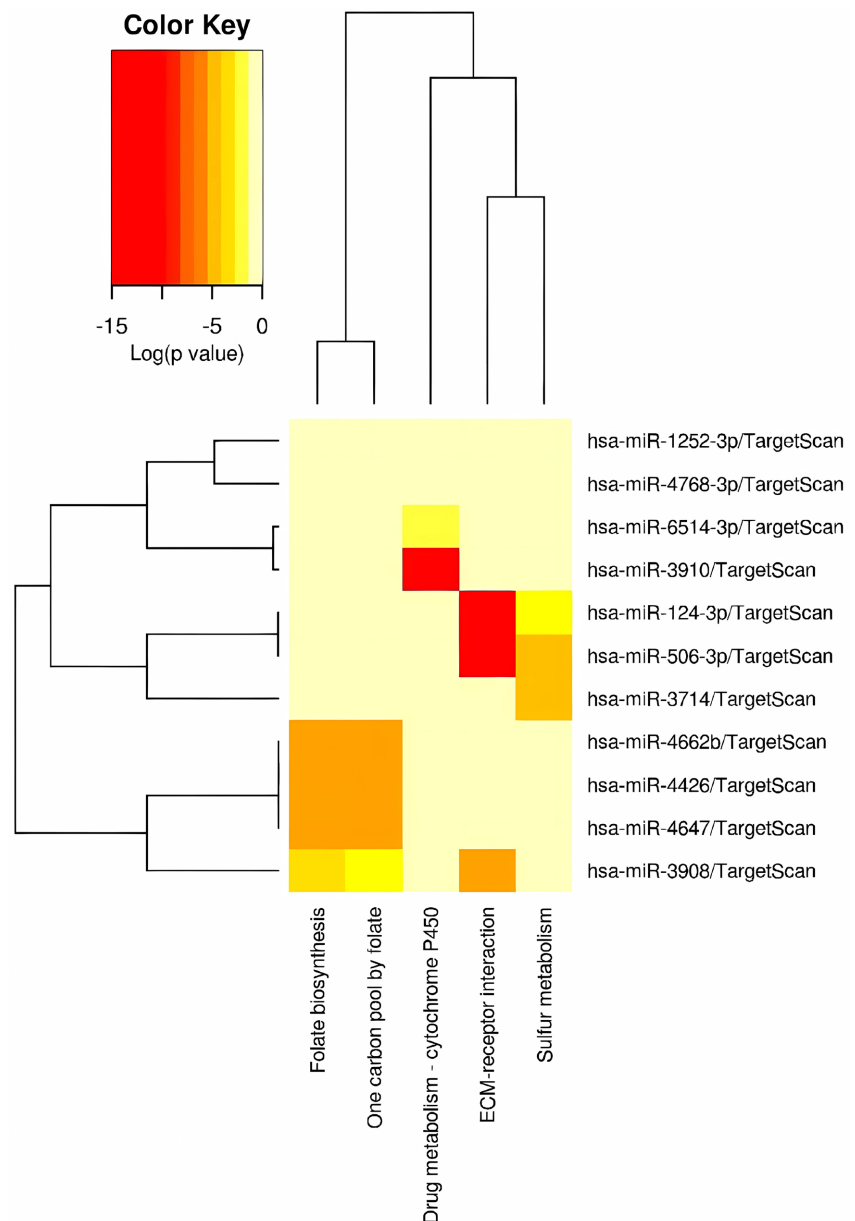 Color Key
-15 -5 0
Log(p value)
hsa-miR-1252-3p/TargetScan
hsa-miR-4768-3p/TargetScan
hsa-miR-6514-3p/TargetScan
hsa-miR-3910/TargetScan
hsa-miR-124-3p/TargetScan
hsa-miR-506-3p/TargetScan
hsa-miR-3714/TargetScan
hsa-miR-4662b/TargetScan
hsa-miR-4426/TargetScan
hsa-miR-4647/TargetScan
hsa-miR-3908/TargetScan
Folate biosynthesis
One carbon pool by folate
Drug metabolism - cytochrome P450
ECM-receptor interaction
Sulfur metabolism